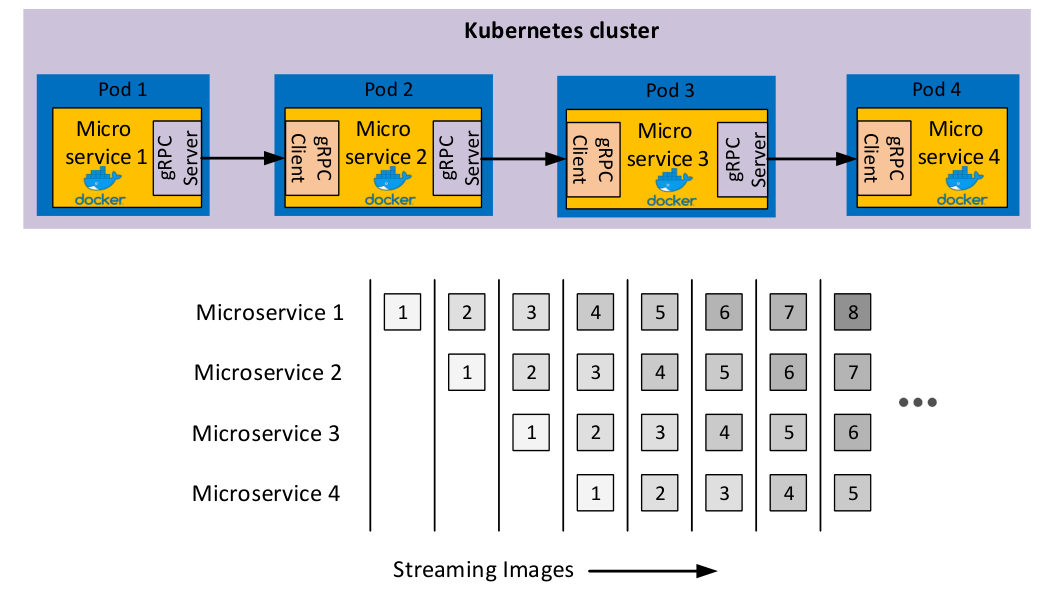 Kubernetes cluster
Pod 1
Micro
service 1
gRPC
Server
docker
Pod 2
gRPC
Client
Micro
service 2
gRPC
Server
docker
Pod 3
gRPC
Client
Micro
service 3
gRPC
Server
docker
Pod 4
gRPC
Client
Micro
service 4
docker
Microservice 1 1 2 3 4 5 6 7 8
Microservice 2 1 2 3 4 5 6 7
Microservice 3 1 2 3 4 5 6
Microservice 4 1 2 3 4 5
Streaming Images